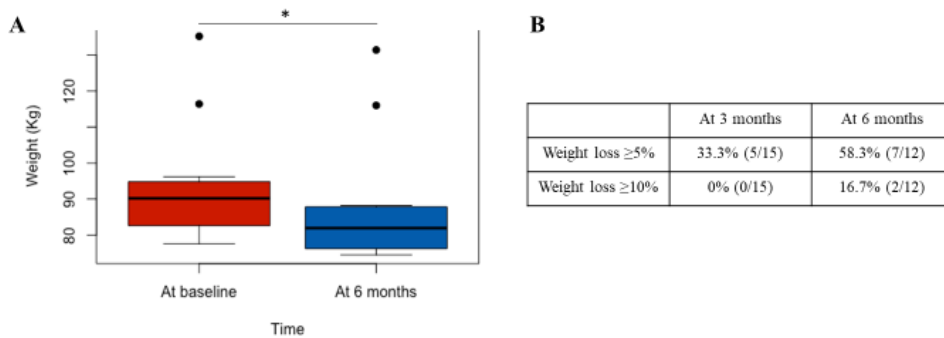 A
*
B
Weight (Kg)
120
100
90
80
At baseline
At 6 months
Time
At 3 months
At 6 months
Weight loss ≥5%
33.3% (5/15)
58.3% (7/12)
Weight loss ≥10%
0% (0/15)
16.7% (2/12)